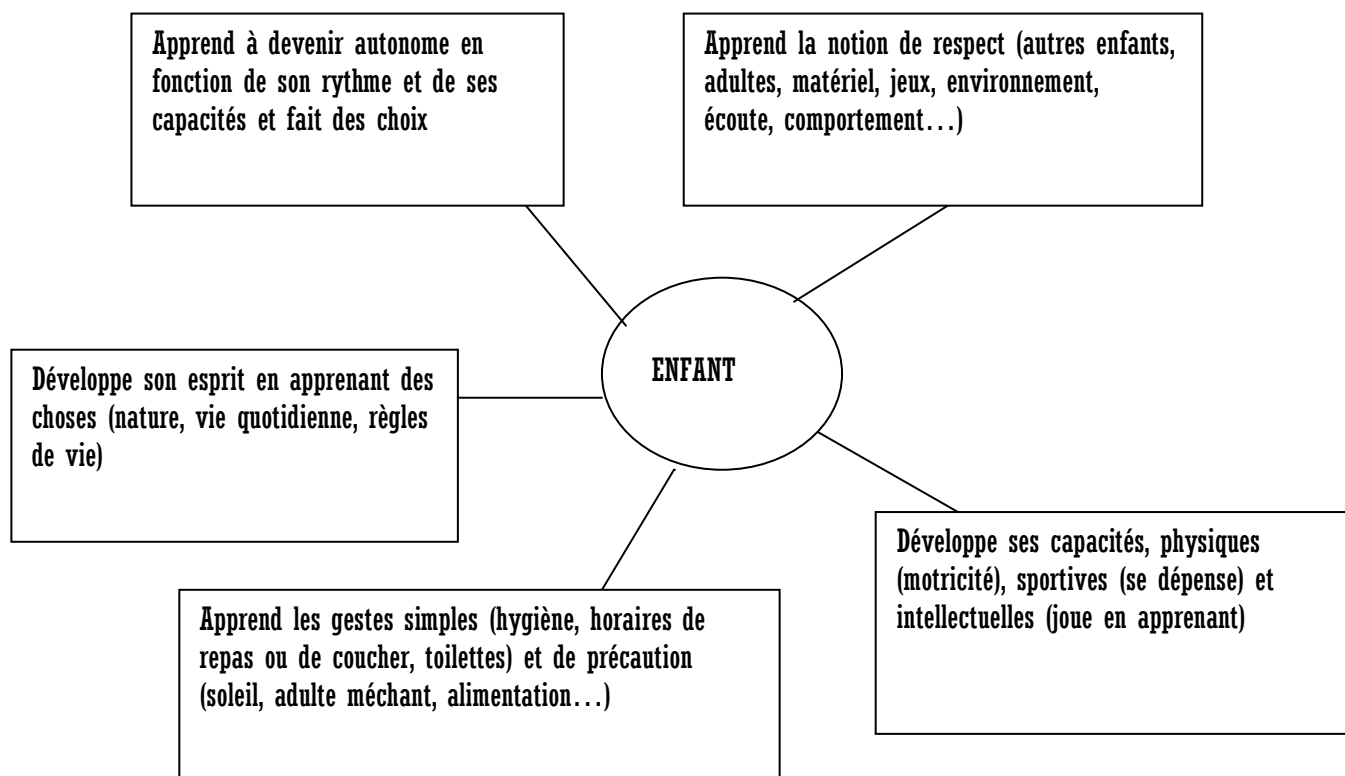 Apprend à devenir autonome en
fonction de son rythme et de ses
capacités et fait des choix
Apprend la notion de respect (autres enfants,
adultes, matériel, jeux, environnement,
écoute, comportement…)
ENFANT
Développe son esprit en apprenant des
choses (nature, vie quotidienne, règles
de vie)
Développe ses capacités, physiques
(motricité), sportives (se dépense) et
intellectuelles (joue en apprenant)
Apprend les gestes simples (hygiène, horaires de
repas ou de coucher, toilettes) et de précaution
(soleil, adulte méchant, alimentation…)